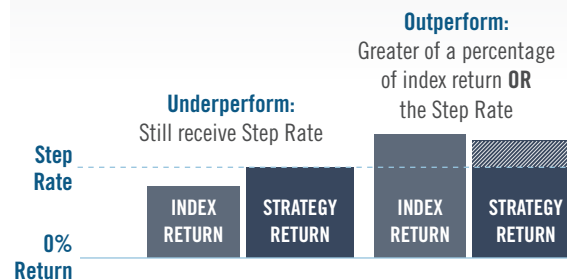 Outperform:
Greater of a percentage
of index return OR
the Step Rate
Underperform:
Still receive Step Rate
Step
Rate
INDEX
RETURN
STRATEGY
RETURN
INDEX
RETURN
STRATEGY
RETURN
0%
Return